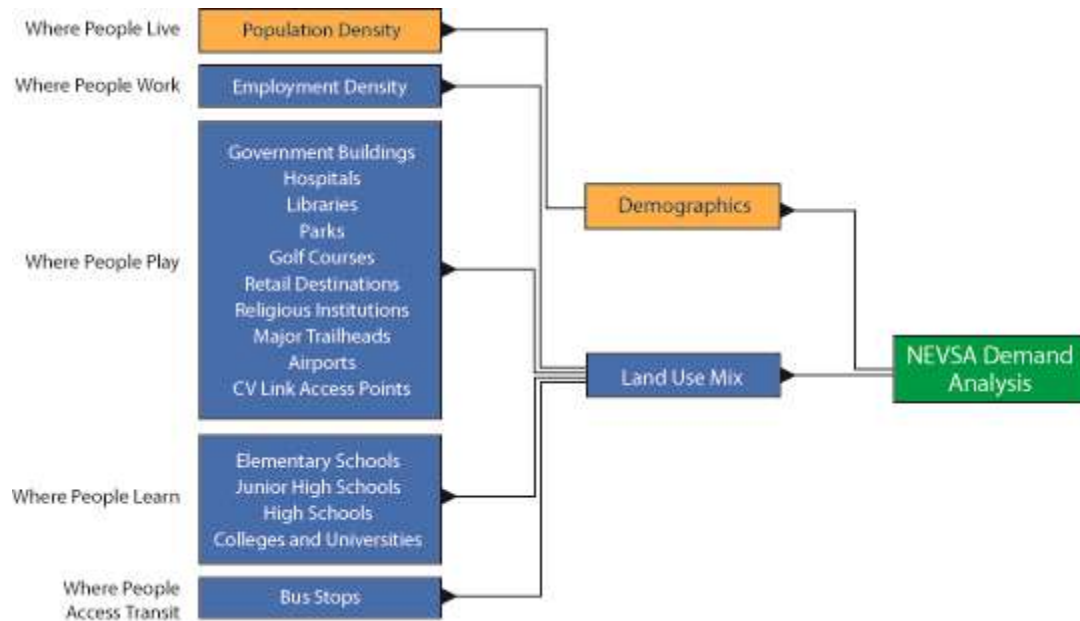 Where People Live
Population Density
Where People Work
Employment Density
Where People Play
Government Buildings
Hospitals
Libraries
Parks
Golf Courses
Retail Destinations
Religious Institutions
Major Trailheads
Airports
CV Link Access Points
Where People Learn
Elementary Schools
Junior High Schools
High Schools
Colleges and Universities
Where People
Access Transit
Bus Stops
Demographics
Land Use Mix
NEVSA Demand
Analysis